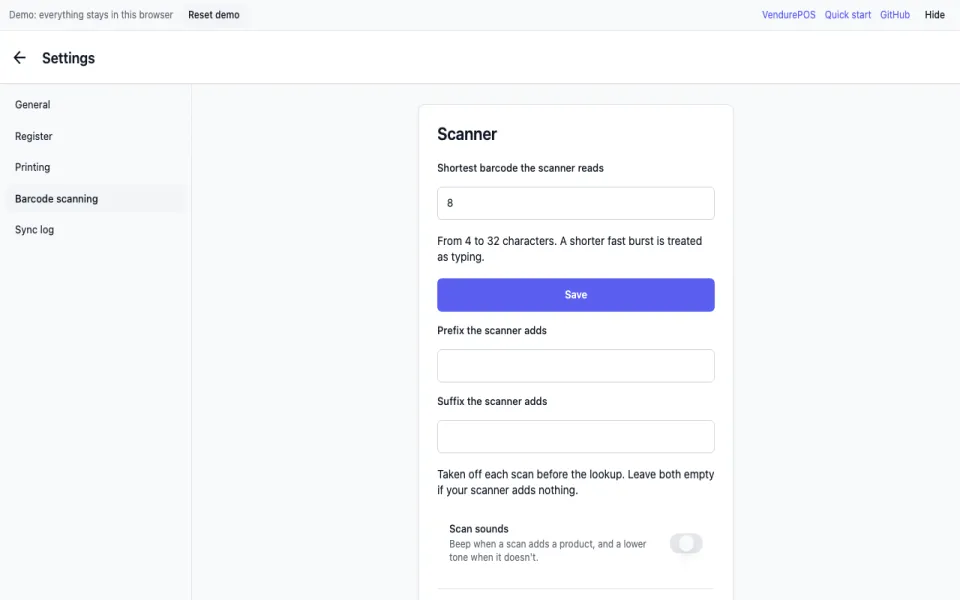 Demo: everything stays in this browser Reset demo VendurePOS Quick start GitHub Hide
Settings
General
Register
Printing
Barcode scanning
Sync log
Scanner
Shortest barcode the scanner reads
8
From 4 to 32 characters. A shorter fast burst is treated
as typing.
Save
Prefix the scanner adds
Suffix the scanner adds
Taken off each scan before the lookup. Leave both empty
if your scanner adds nothing.
Scan sounds
Beep when a scan adds a product, and a lower
tone when it doesn't.